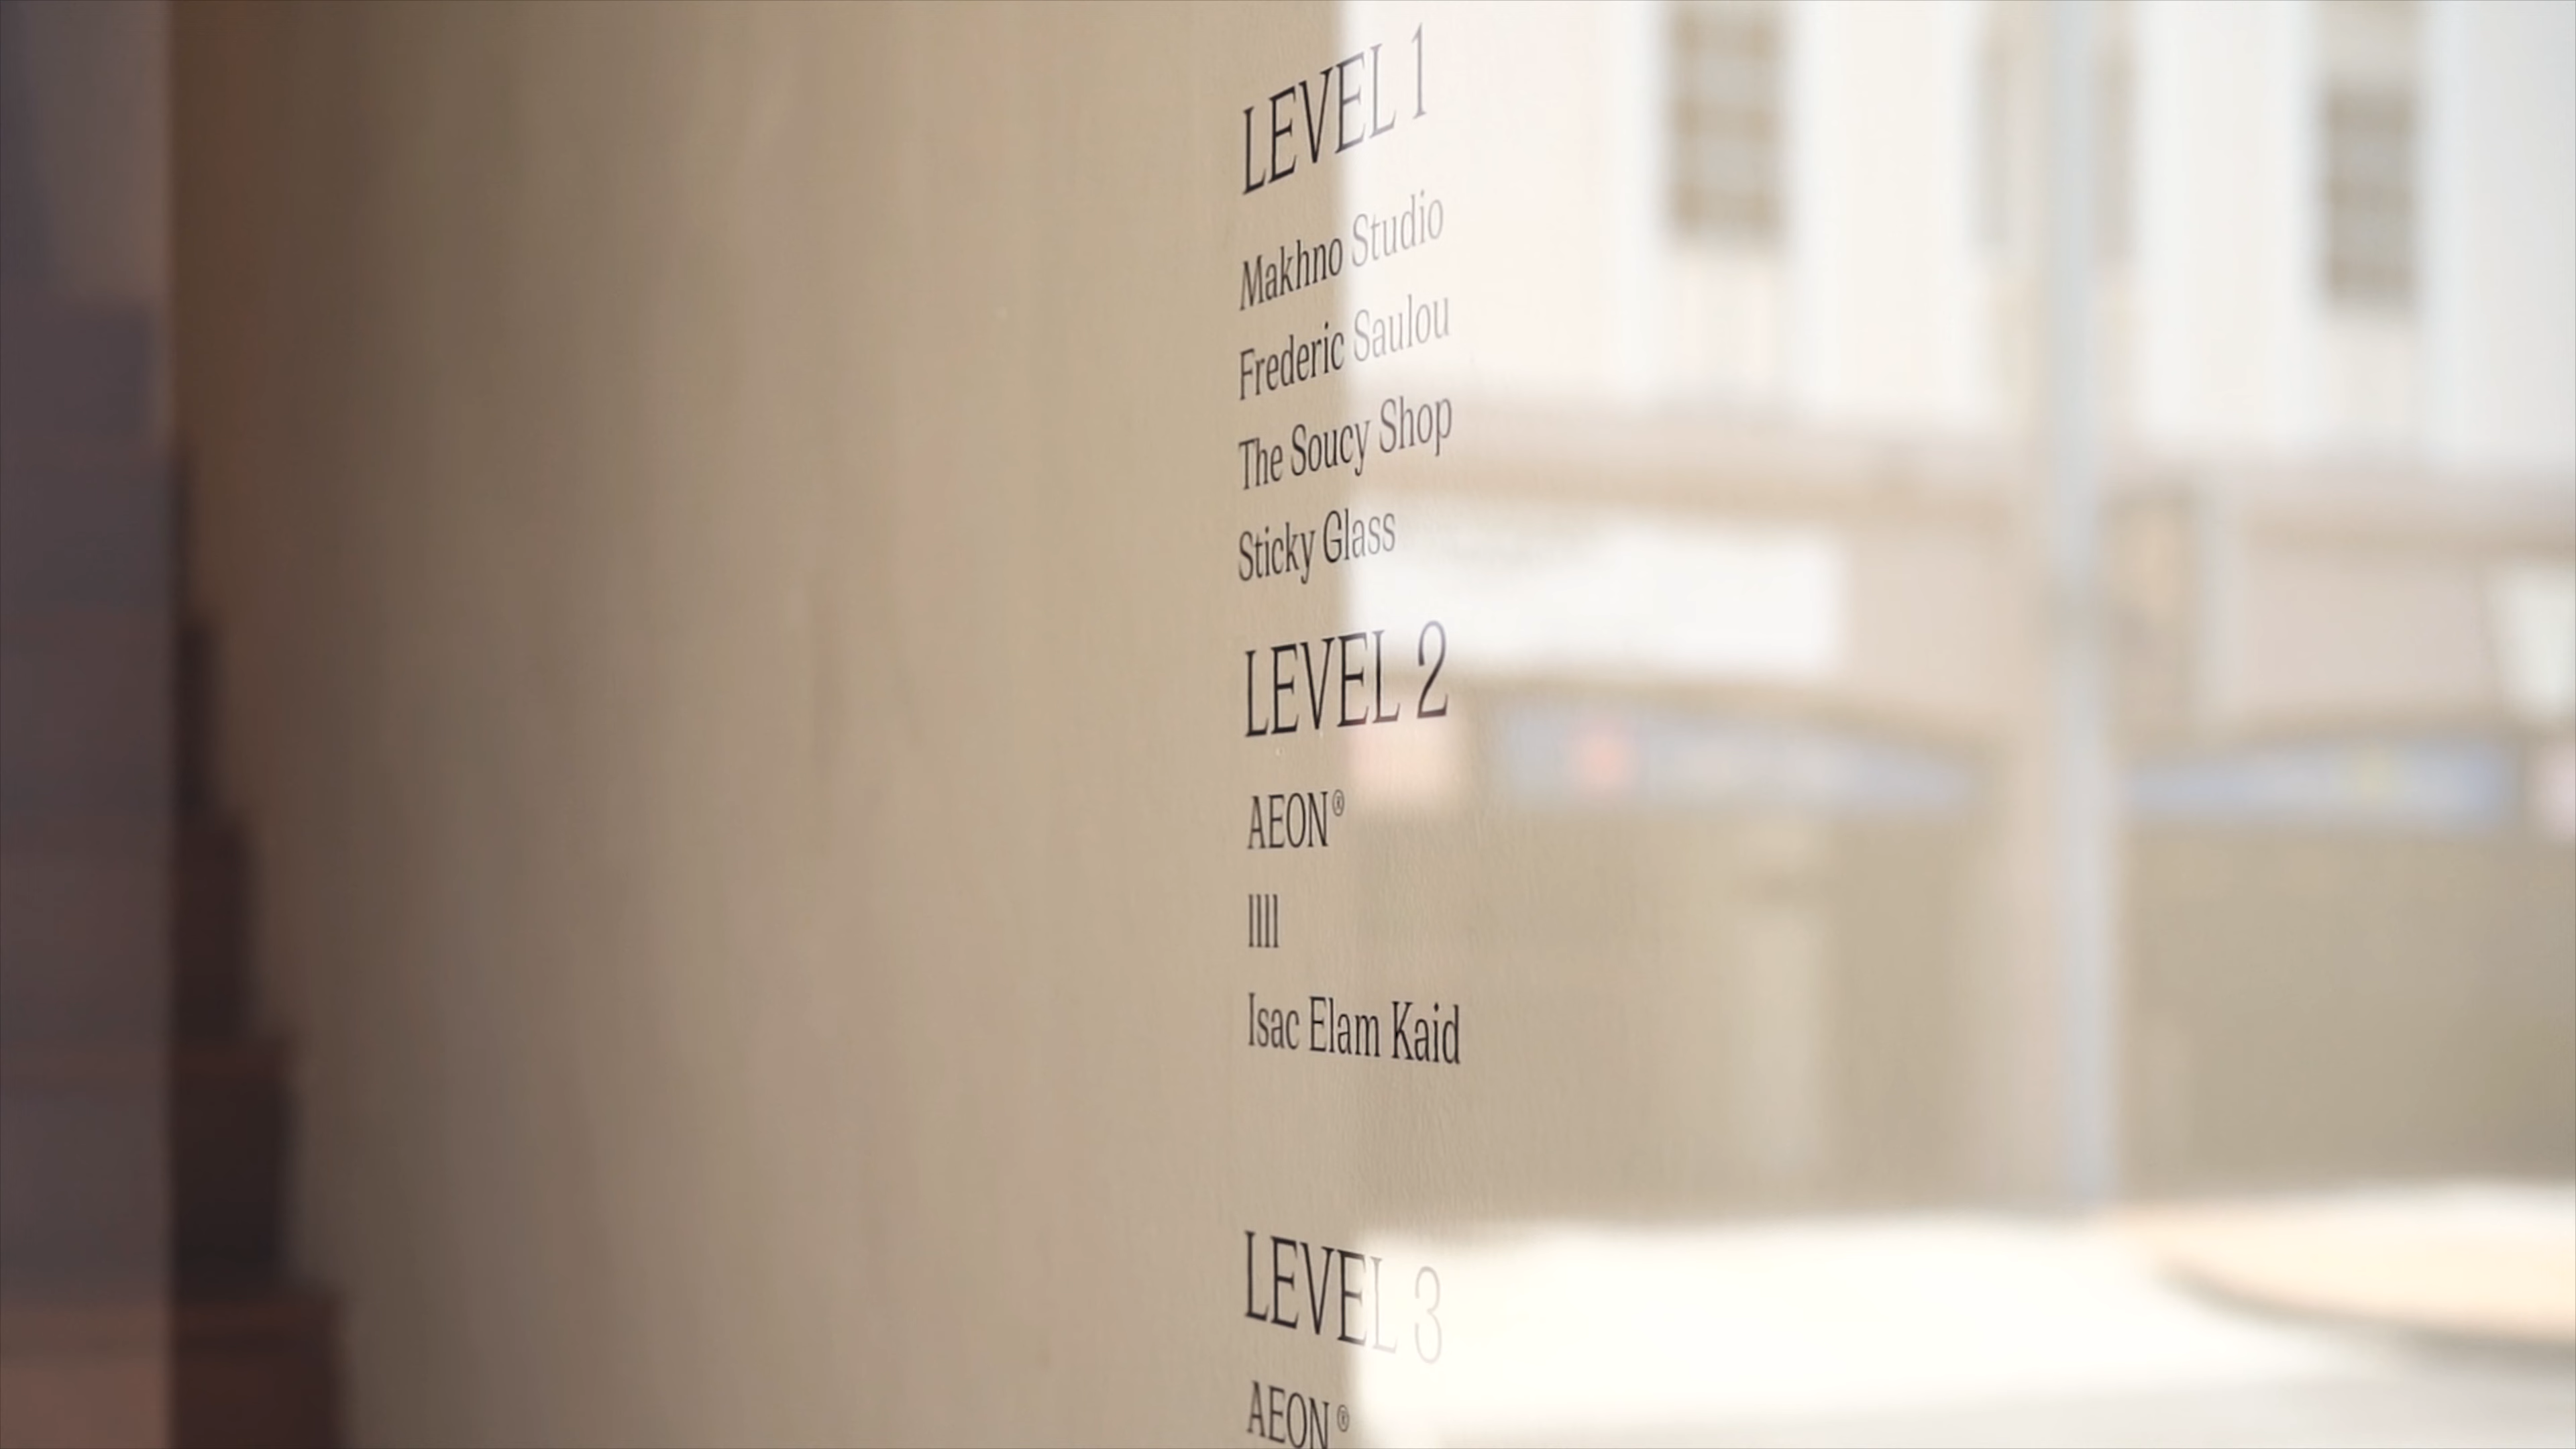 LEVEL 1
Makhno Studio
Frederic Saulou
The Soucy Shop
Sticky Glass
LEVEL 2
AEON®
IIII
Isac Elam Kaid
LEVEL 3
AEON®